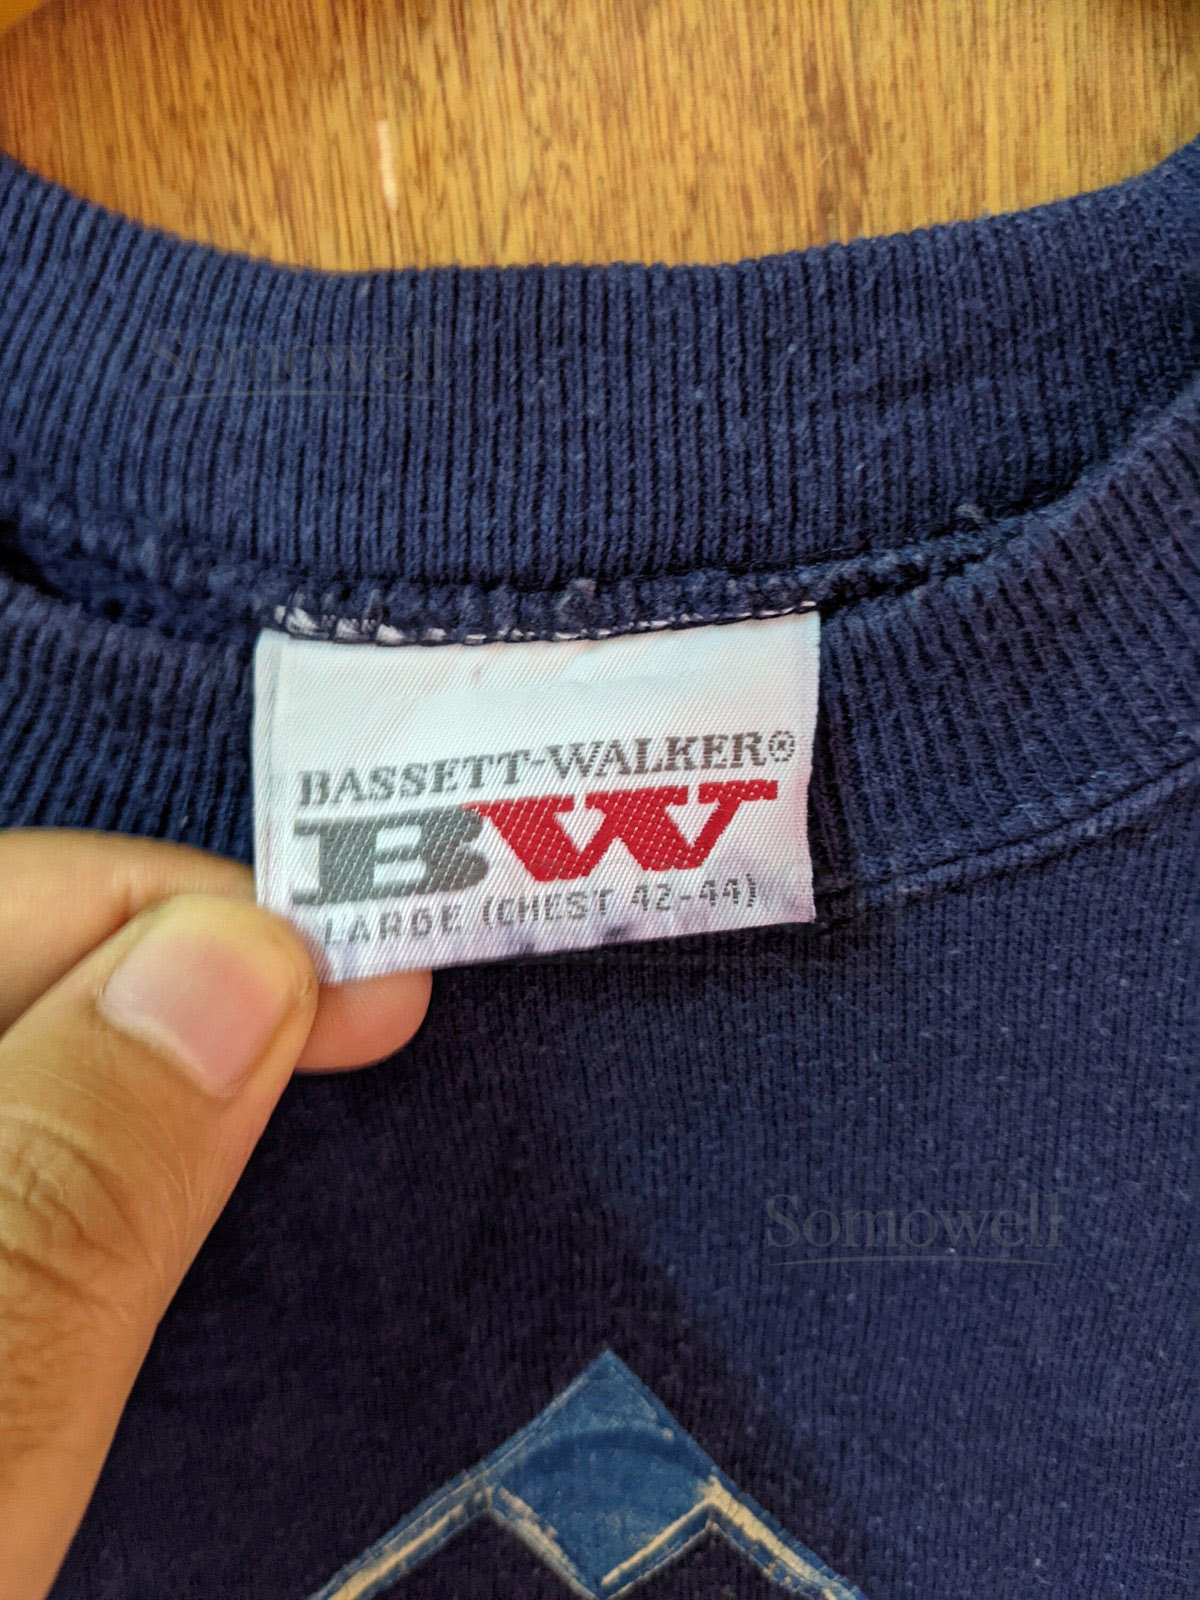 Somowell
BASSETT-WALKER®
BW
LARGE (CHEST 42-44)
Somowell